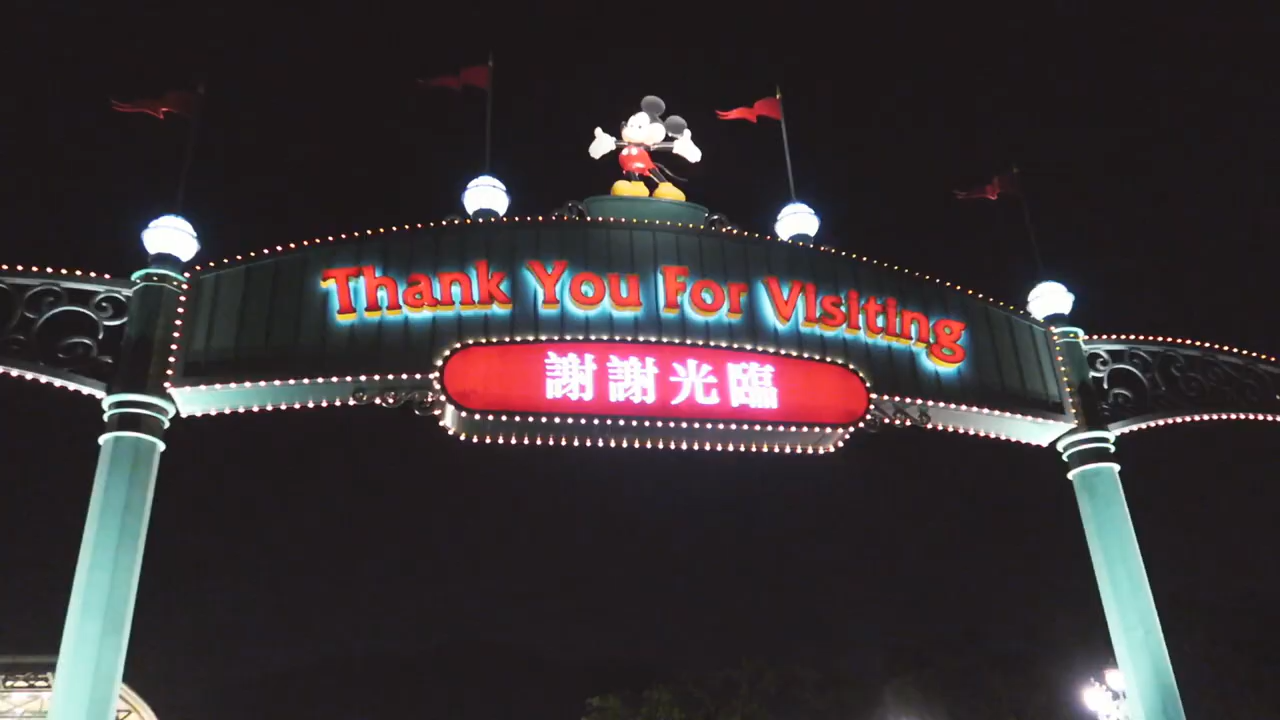 Thank You For Visiting
謝謝光臨